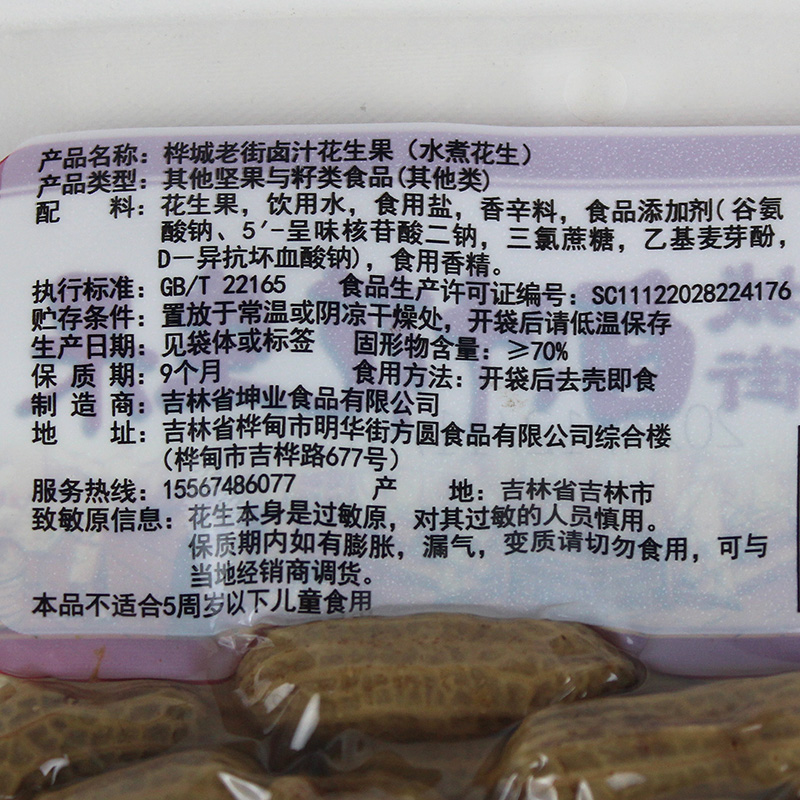 产品名称：桦城老街卤汁花生果（水煮花生）
产品类型：其他坚果与籽类食品(其他类)
配　　料：花生果，饮用水，食用盐，香辛料，食品添加剂(谷氨
酸钠、5′-呈味核苷酸二钠，三氯蔗糖，乙基麦芽酚，
D-异抗坏血酸钠)，食用香精。
执行标准：GB/T 22165　食品生产许可证编号：SC11122028224176
贮存条件：置放于常温或阴凉干燥处，开袋后请低温保存
生产日期：见袋体或标签　固形物含量：≥70%
保 质 期：9个月　食用方法：开袋后去壳即食
制 造 商：吉林省坤业食品有限公司
地　　址：吉林省桦甸市明华街方圆食品有限公司综合楼
(桦甸市吉桦路677号)
服务热线：15567486077　产　　地：吉林省吉林市
致敏原信息：花生本身是过敏原，对其过敏的人员慎用。
保质期内如有膨胀，漏气，变质请切勿食用，可与
当地经销商调货。
本品不适合5周岁以下儿童食用